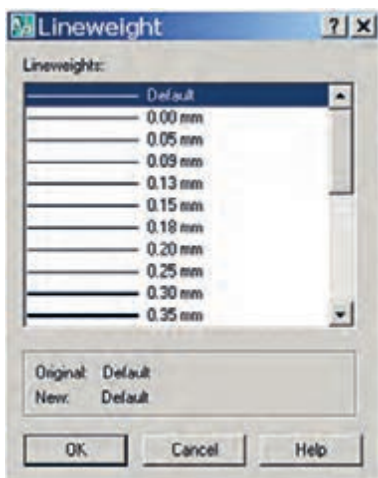 Lineweight
Lineweights:
Default
0.00 mm
0.05 mm
0.09 mm
0.13 mm
0.15 mm
0.18 mm
0.20 mm
0.25 mm
0.30 mm
0.35 mm
Original: Default
New: Default
OK Cancel Help